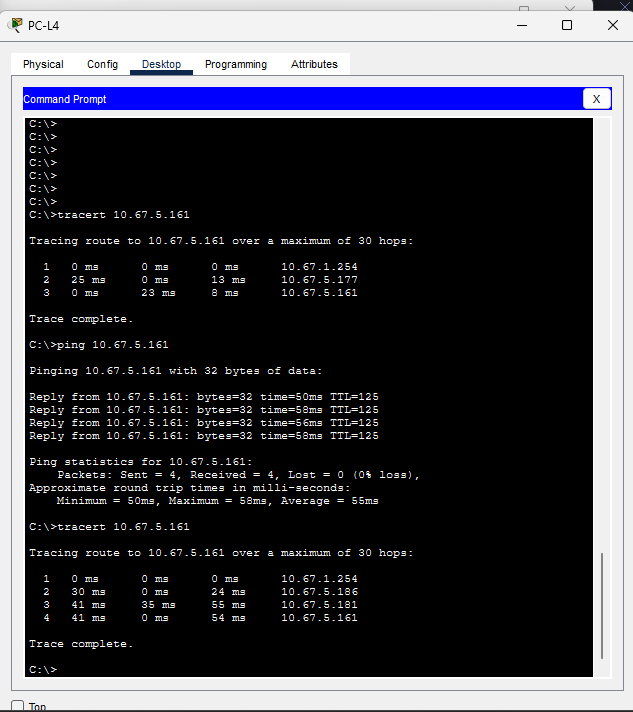 PC-L4
Physical Config Desktop Programming Attributes
Command Prompt X
C:\>
C:\>
C:\>
C:\>
C:\>
C:\>
C:\>
C:\>tracert 10.67.5.161
Tracing route to 10.67.5.161 over a maximum of 30 hops:
1 0 ms 0 ms 0 ms 10.67.1.254
2 25 ms 0 ms 13 ms 10.67.5.177
3 0 ms 23 ms 8 ms 10.67.5.161
Trace complete.
C:\>ping 10.67.5.161
Pinging 10.67.5.161 with 32 bytes of data:
Reply from 10.67.5.161: bytes=32 time=50ms TTL=125
Reply from 10.67.5.161: bytes=32 time=58ms TTL=125
Reply from 10.67.5.161: bytes=32 time=56ms TTL=125
Reply from 10.67.5.161: bytes=32 time=58ms TTL=125
Ping statistics for 10.67.5.161:
Packets: Sent = 4, Received = 4, Lost = 0 (0% loss),
Approximate round trip times in milli-seconds:
Minimum = 50ms, Maximum = 58ms, Average = 55ms
C:\>tracert 10.67.5.161
Tracing route to 10.67.5.161 over a maximum of 30 hops:
1 0 ms 0 ms 0 ms 10.67.1.254
2 30 ms 0 ms 24 ms 10.67.5.186
3 41 ms 35 ms 55 ms 10.67.5.181
4 41 ms 0 ms 54 ms 10.67.5.161
Trace complete.
C:\>
Top